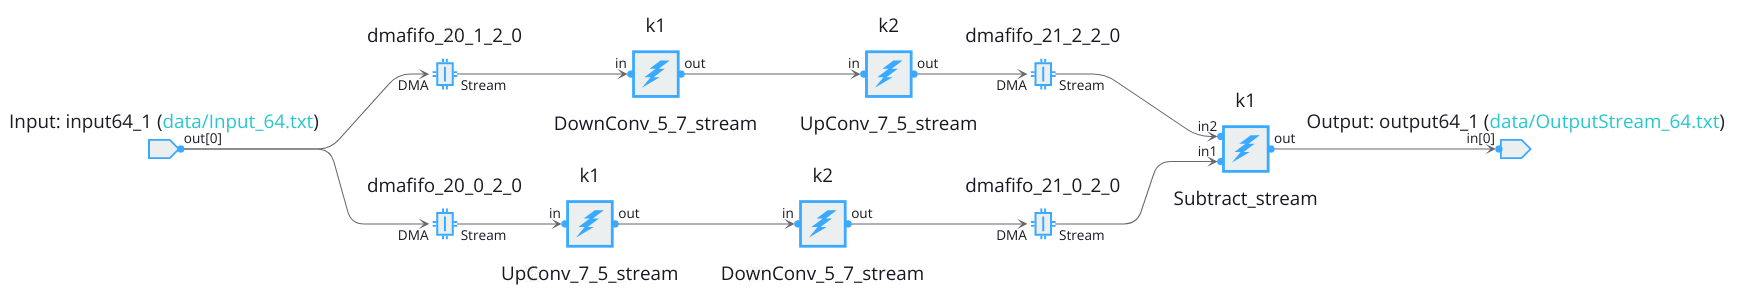 k1
k2
dmafifo_20_1_2_0
dmafifo_21_2_2_0
in
out
in
out
DMA
Stream
DMA
Stream
DownConv_5_7_stream
UpConv_7_5_stream
k1
Input: input64_1 (data/Input_64.txt)
out[0]
in2
in1
out
Subtract_stream
Output: output64_1 (data/OutputStream_64.txt)
in[0]
k1
k2
dmafifo_20_0_2_0
dmafifo_21_0_2_0
in
out
in
out
DMA
Stream
DMA
Stream
UpConv_7_5_stream
DownConv_5_7_stream